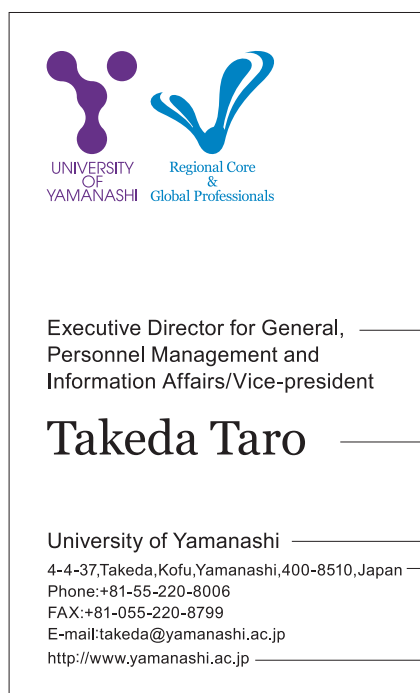 UNIVERSITY
OF
YAMANASHI
Regional Core
&
Global Professionals
Executive Director for General,
Personnel Management and
Information Affairs/Vice-president
Takeda Taro
University of Yamanashi
4-4-37,Takeda,Kofu,Yamanashi,400-8510,Japan
Phone:+81-55-220-8006
FAX:+81-055-220-8799
E-mail:takeda@yamanashi.ac.jp
http://www.yamanashi.ac.jp